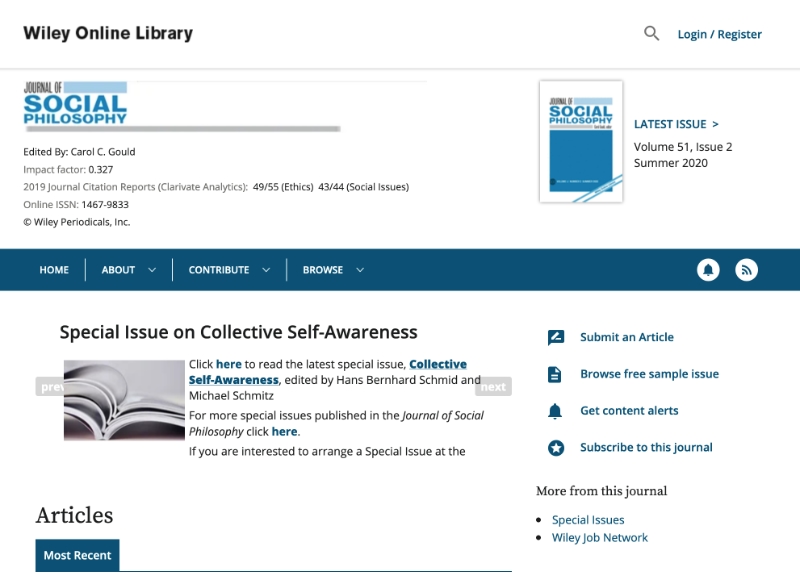 Wiley Online Library
Login / Register
JOURNAL OF
SOCIAL
PHILOSOPHY
Edited By: Carol C. Gould
Impact factor: 0.327
2019 Journal Citation Reports (Clarivate Analytics): 49/55 (Ethics) 43/44 (Social Issues)
Online ISSN: 1467-9833
© Wiley Periodicals, Inc.
JOURNAL OF
SOCIAL
PHILOSOPHY
LATEST ISSUE >
Volume 51, Issue 2
Summer 2020
HOME
ABOUT
CONTRIBUTE
BROWSE
Special Issue on Collective Self-Awareness
prev
next
Click here to read the latest special issue, Collective
Self-Awareness, edited by Hans Bernhard Schmid and
Michael Schmitz
For more special issues published in the Journal of Social
Philosophy click here.
If you are interested to arrange a Special Issue at the
Submit an Article
Browse free sample issue
Get content alerts
Subscribe to this journal
More from this journal
Special Issues
Wiley Job Network
Articles
Most Recent